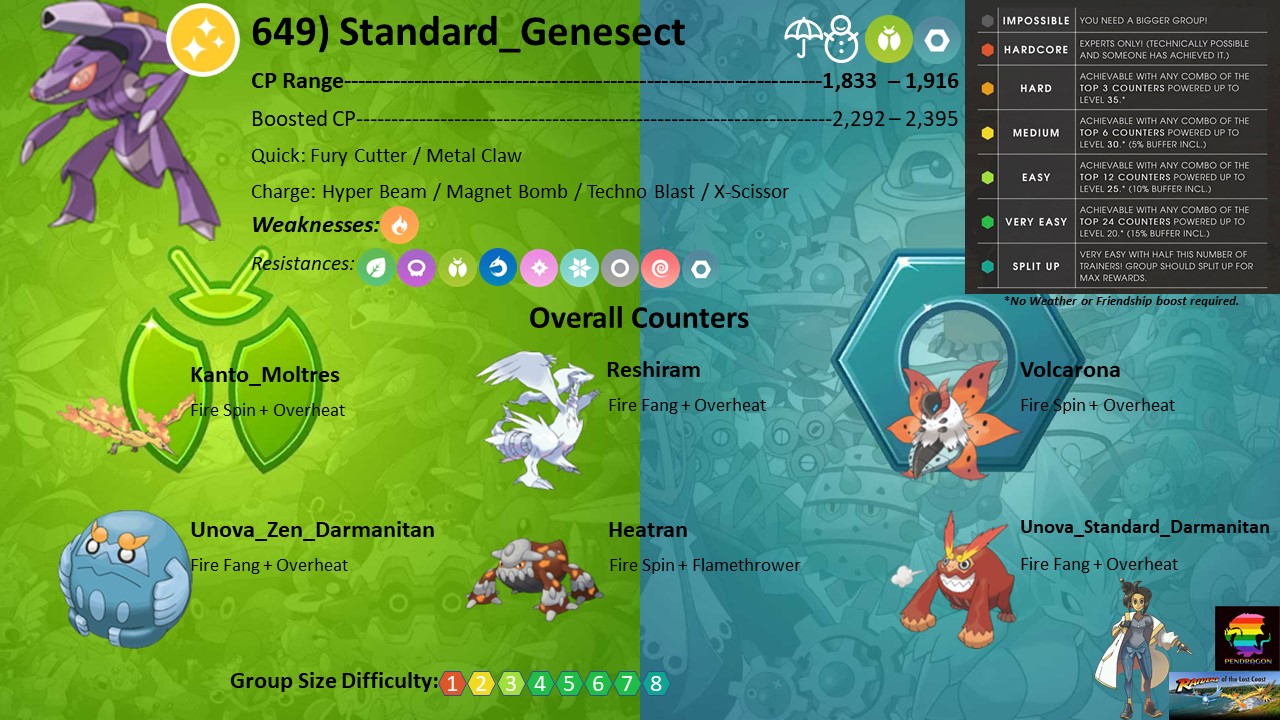 649) Standard_Genesect
CP Range--------------------------------------------------------------------1,833 – 1,916
Boosted CP--------------------------------------------------------------------2,292 – 2,395
Quick: Fury Cutter / Metal Claw
Charge: Hyper Beam / Magnet Bomb / Techno Blast / X-Scissor
Weaknesses:
Resistances:
IMPOSSIBLE YOU NEED A BIGGER GROUP!
HARDCORE EXPERTS ONLY! (TECHNICALLY POSSIBLE
AND SOMEONE HAS ACHIEVED IT.)
HARD ACHIEVABLE WITH ANY COMBO OF THE
TOP 3 COUNTERS POWERED UP TO
LEVEL 35.*
MEDIUM ACHIEVABLE WITH ANY COMBO OF THE
TOP 6 COUNTERS POWERED UP TO
LEVEL 30.* (5% BUFFER INCL.)
EASY ACHIEVABLE WITH ANY COMBO OF THE
TOP 12 COUNTERS POWERED UP TO
LEVEL 25.* (10% BUFFER INCL.)
VERY EASY ACHIEVABLE WITH ANY COMBO OF THE
TOP 24 COUNTERS POWERED UP TO
LEVEL 20.* (15% BUFFER INCL.)
SPLIT UP VERY EASY WITH HALF THIS NUMBER OF
TRAINERS! GROUP SHOULD SPLIT UP FOR
MAX REWARDS.
*No Weather or Friendship boost required.
Overall Counters
Kanto_Moltres
Fire Spin + Overheat
Reshiram
Fire Fang + Overheat
Volcarona
Fire Spin + Overheat
Unova_Zen_Darmanitan
Fire Fang + Overheat
Heatran
Fire Spin + Flamethrower
Unova_Standard_Darmanitan
Fire Fang + Overheat
Group Size Difficulty: 1 2 3 4 5 6 7 8
PENDRAGON
RAIDERS of the Lost Coast